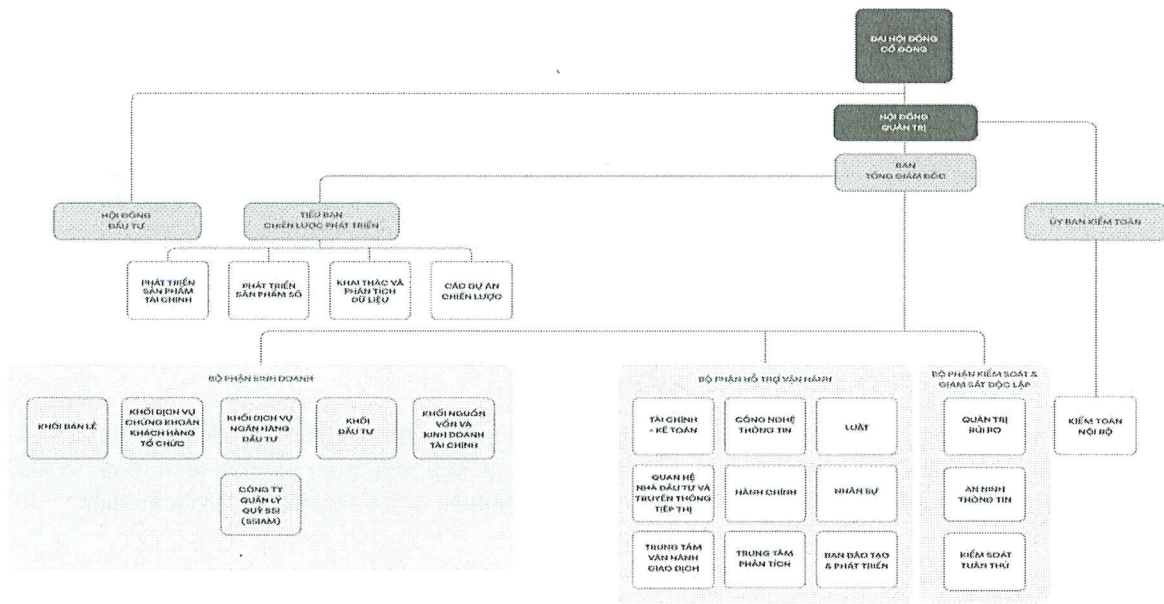 ĐẠI HỘI ĐỒNG
CỔ ĐÔNG
HỘI ĐỒNG
QUẢN TRỊ
BAN
TỔNG GIÁM ĐỐC
HỘI ĐỒNG
ĐẦU TƯ
TIỂU BAN
CHIẾN LƯỢC PHÁT TRIỂN
ỦY BAN KIỂM TOÁN
PHÁT TRIỂN
SẢN PHẨM
TÀI CHÍNH
PHÁT TRIỂN
SẢN PHẨM SỐ
KHAI THÁC VÀ
PHÂN TÍCH
DỮ LIỆU
CÁC DỰ ÁN
CHIẾN LƯỢC
BỘ PHẬN KINH DOANH
BỘ PHẬN HỖ TRỢ VẬN HÀNH
BỘ PHẬN KIỂM SOÁT &
GIÁM SÁT ĐỘC LẬP
KHỐI BÁN LẺ
KHỐI DỊCH VỤ
CHỨNG KHOÁN
KHÁCH HÀNG
TỔ CHỨC
KHỐI DỊCH VỤ
NGÂN HÀNG
ĐẦU TƯ
KHỐI
ĐẦU TƯ
KHỐI NGUỒN
VỐN VÀ
KINH DOANH
TÀI CHÍNH
CÔNG TY
QUẢN LÝ
QUỸ SSI
(SSIAM)
TÀI CHÍNH
- KẾ TOÁN
CÔNG NGHỆ
THÔNG TIN
LUẬT
QUAN HỆ
NHÀ ĐẦU TƯ VÀ
TRUYỀN THÔNG
TIẾP THỊ
HÀNH CHÍNH
NHÂN SỰ
TRUNG TÂM
VẬN HÀNH
GIAO DỊCH
TRUNG TÂM
PHÂN TÍCH
BAN ĐÀO TẠO
& PHÁT TRIỂN
QUẢN TRỊ
RỦI RO
AN NINH
THÔNG TIN
KIỂM SOÁT
TUÂN THỦ
KIỂM TOÁN
NỘI BỘ